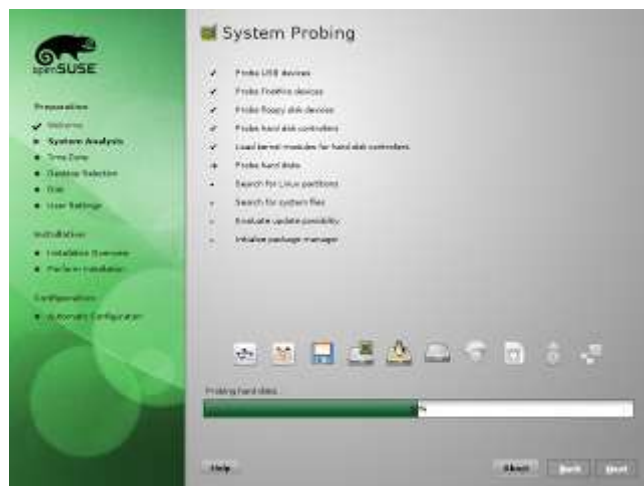 openSUSE
Preparation
Welcome
System Analysis
Time Zone
Desktop Selection
Disk
User Settings
Installation
Installation Overview
Perform Installation
Configuration
Automatic Configuration
System Probing
Probe USB devices
Probe FireWire devices
Probe floppy disk devices
Probe hard disk controllers
Load kernel modules for hard disk controllers
Probe hard disks
Search for Linux partitions
Search for system files
Evaluate update possibility
Initialize package manager
Probing hard disks...
Help...
Abort
Back
Next